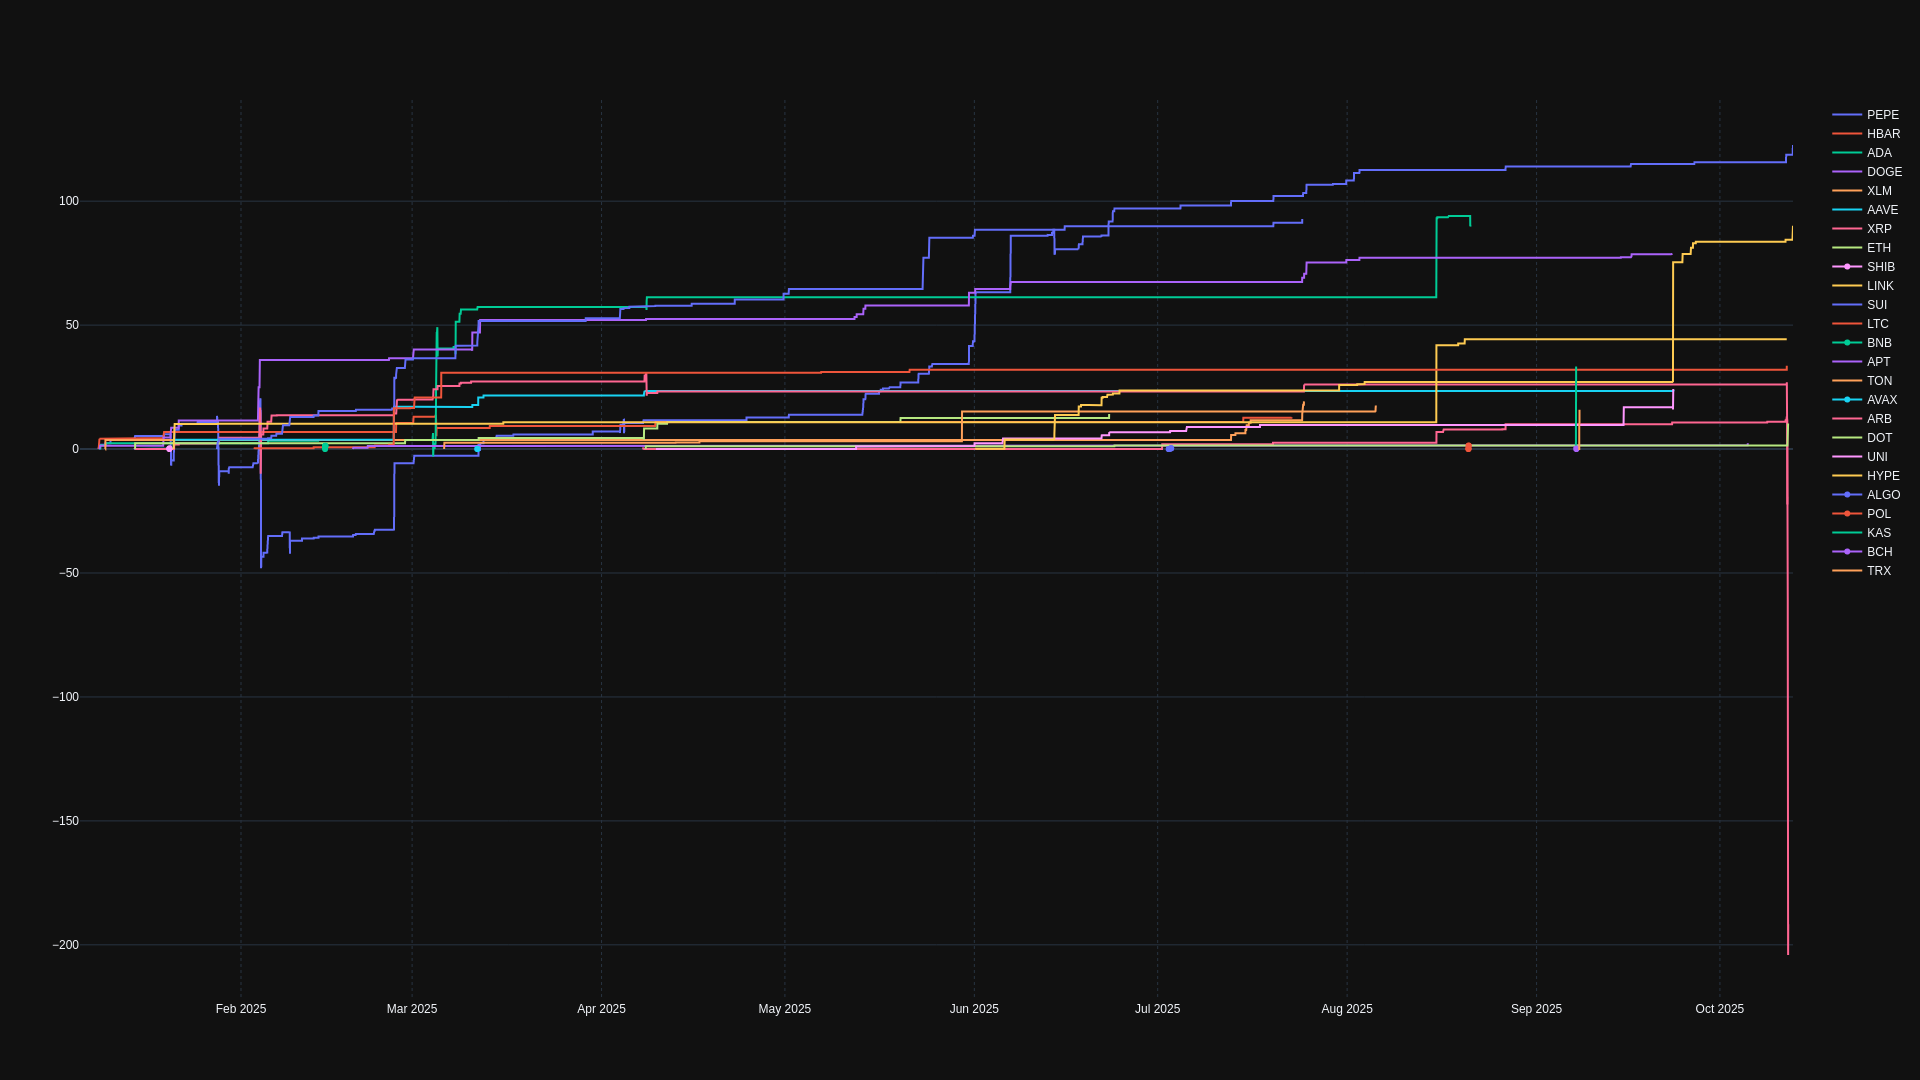 100
50
0
−50
−100
−150
−200
Feb 2025
Mar 2025
Apr 2025
May 2025
Jun 2025
Jul 2025
Aug 2025
Sep 2025
Oct 2025
PEPE
HBAR
ADA
DOGE
XLM
AAVE
XRP
ETH
SHIB
LINK
SUI
LTC
BNB
APT
TON
AVAX
ARB
DOT
UNI
HYPE
ALGO
POL
KAS
BCH
TRX